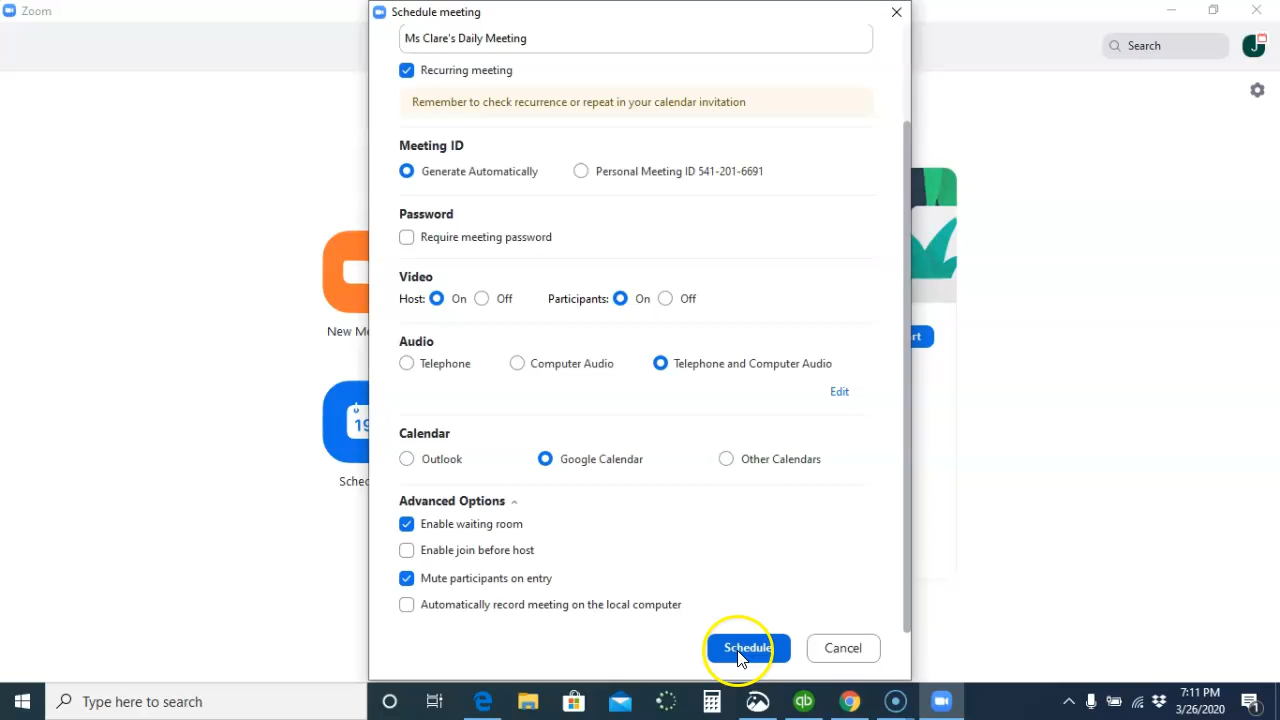 Zoom
Schedule meeting
Search
J
Ms Clare's Daily Meeting
Recurring meeting
Remember to check recurrence or repeat in your calendar invitation
Meeting ID
Generate Automatically
Personal Meeting ID 541-201-6691
Password
Require meeting password
Video
Host: On Off Participants: On Off
New Me
rt
Audio
Telephone Computer Audio Telephone and Computer Audio
Edit
19
Calendar
Outlook Google Calendar Other Calendars
Sched
Advanced Options
Enable waiting room
Enable join before host
Mute participants on entry
Automatically record meeting on the local computer
Schedule Cancel
Type here to search
qb
7:11 PM
3/26/2020
1